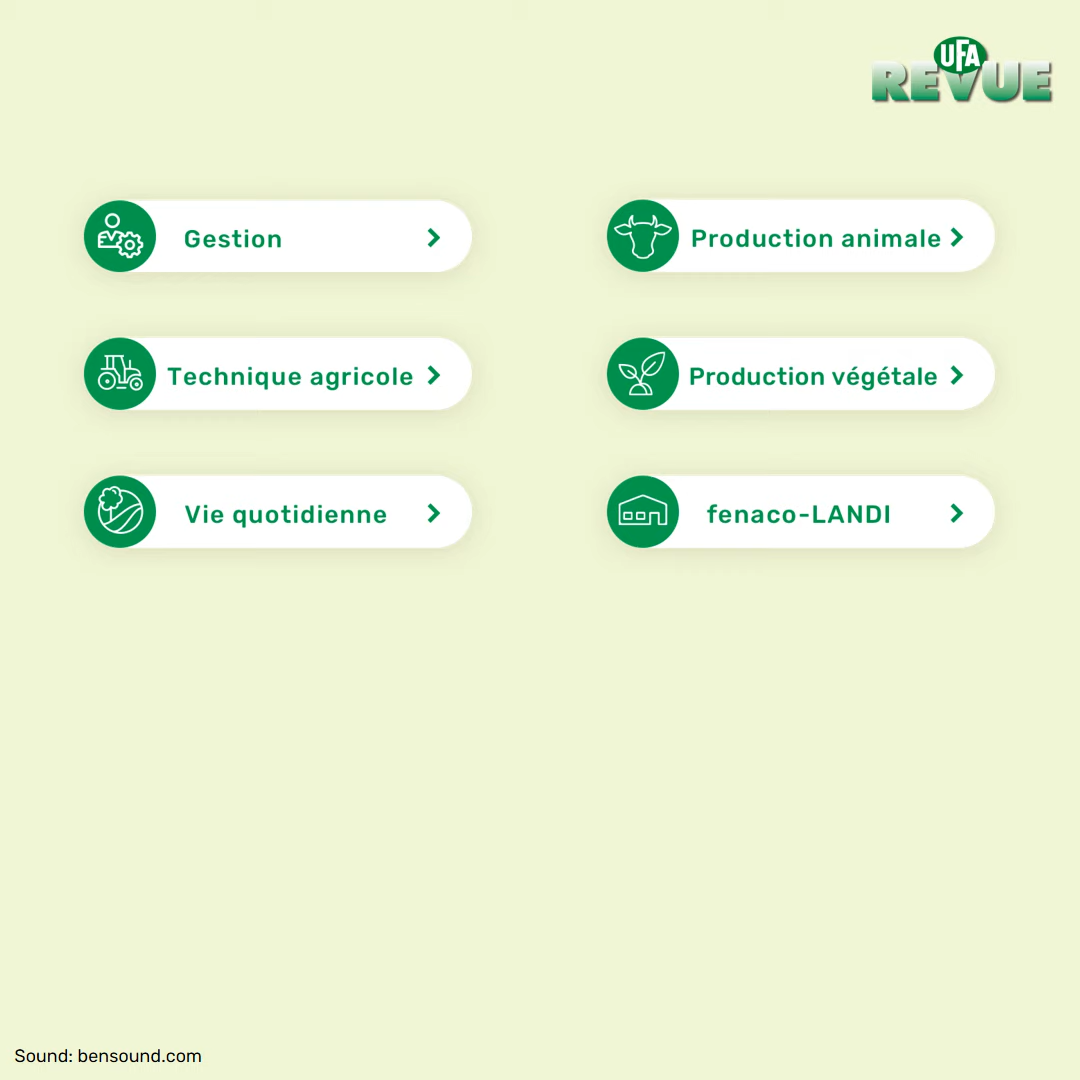 UFA
REVUE
Gestion
Production animale
Technique agricole
Production végétale
Vie quotidienne
fenaco-LANDI
Sound: bensound.com